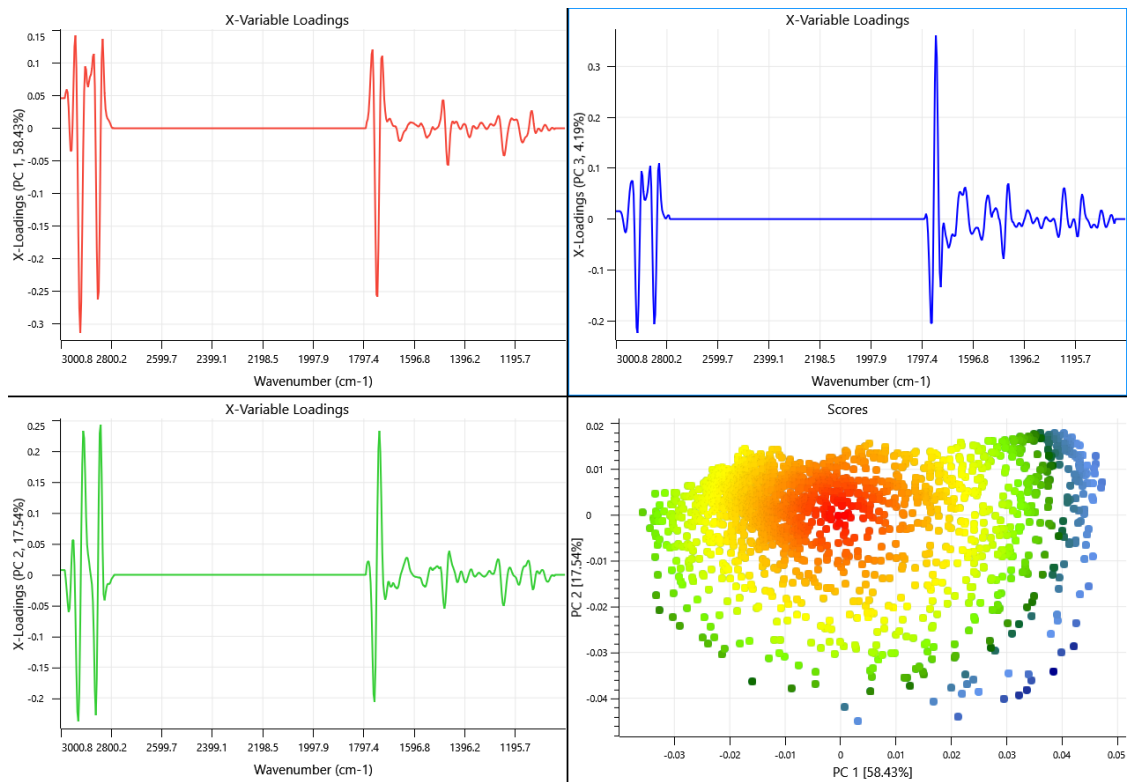 X-Variable Loadings
X-Loadings (PC 1, 58.43%)
0.15
0.1
0.05
0
-0.05
-0.1
-0.15
-0.2
-0.25
-0.3
3000.8 2800.2 2599.7 2399.1 2198.5 1997.9 1797.4 1596.8 1396.2 1195.7
Wavenumber (cm-1)
X-Variable Loadings
X-Loadings (PC 3, 4.19%)
0.3
0.2
0.1
0
-0.1
-0.2
3000.8 2800.2 2599.7 2399.1 2198.5 1997.9 1797.4 1596.8 1396.2 1195.7
Wavenumber (cm-1)
X-Variable Loadings
X-Loadings (PC 2, 17.54%)
0.25
0.2
0.15
0.1
0.05
0
-0.05
-0.1
-0.15
-0.2
3000.8 2800.2 2599.7 2399.1 2198.5 1997.9 1797.4 1596.8 1396.2 1195.7
Wavenumber (cm-1)
Scores
PC 2 [17.54%]
0.02
0.01
0
-0.01
-0.02
-0.03
-0.04
-0.03 -0.02 -0.01 0 0.01 0.02 0.03 0.04 0.05
PC 1 [58.43%]